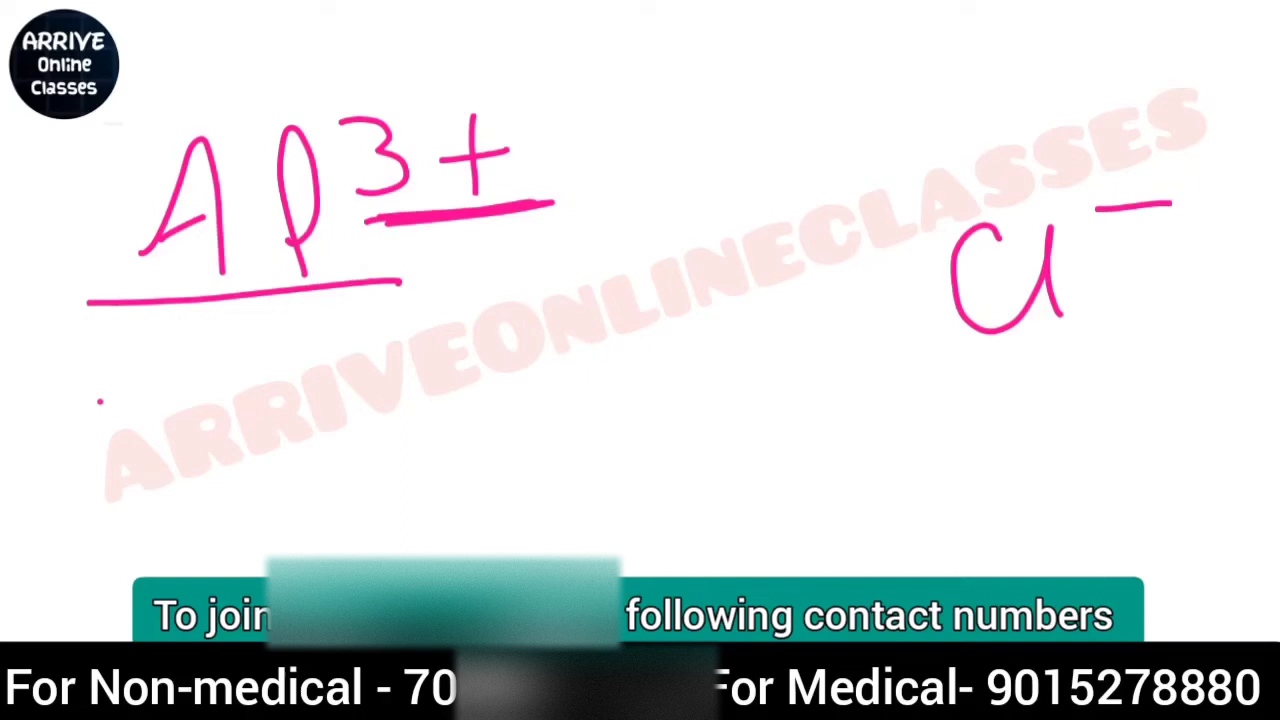 ARRIVE
Online
Classes
Al³⁺
Cl⁻
ARRIVEONLINECLASSES
To join following contact numbers
For Non-medical - 70 For Medical- 9015278880